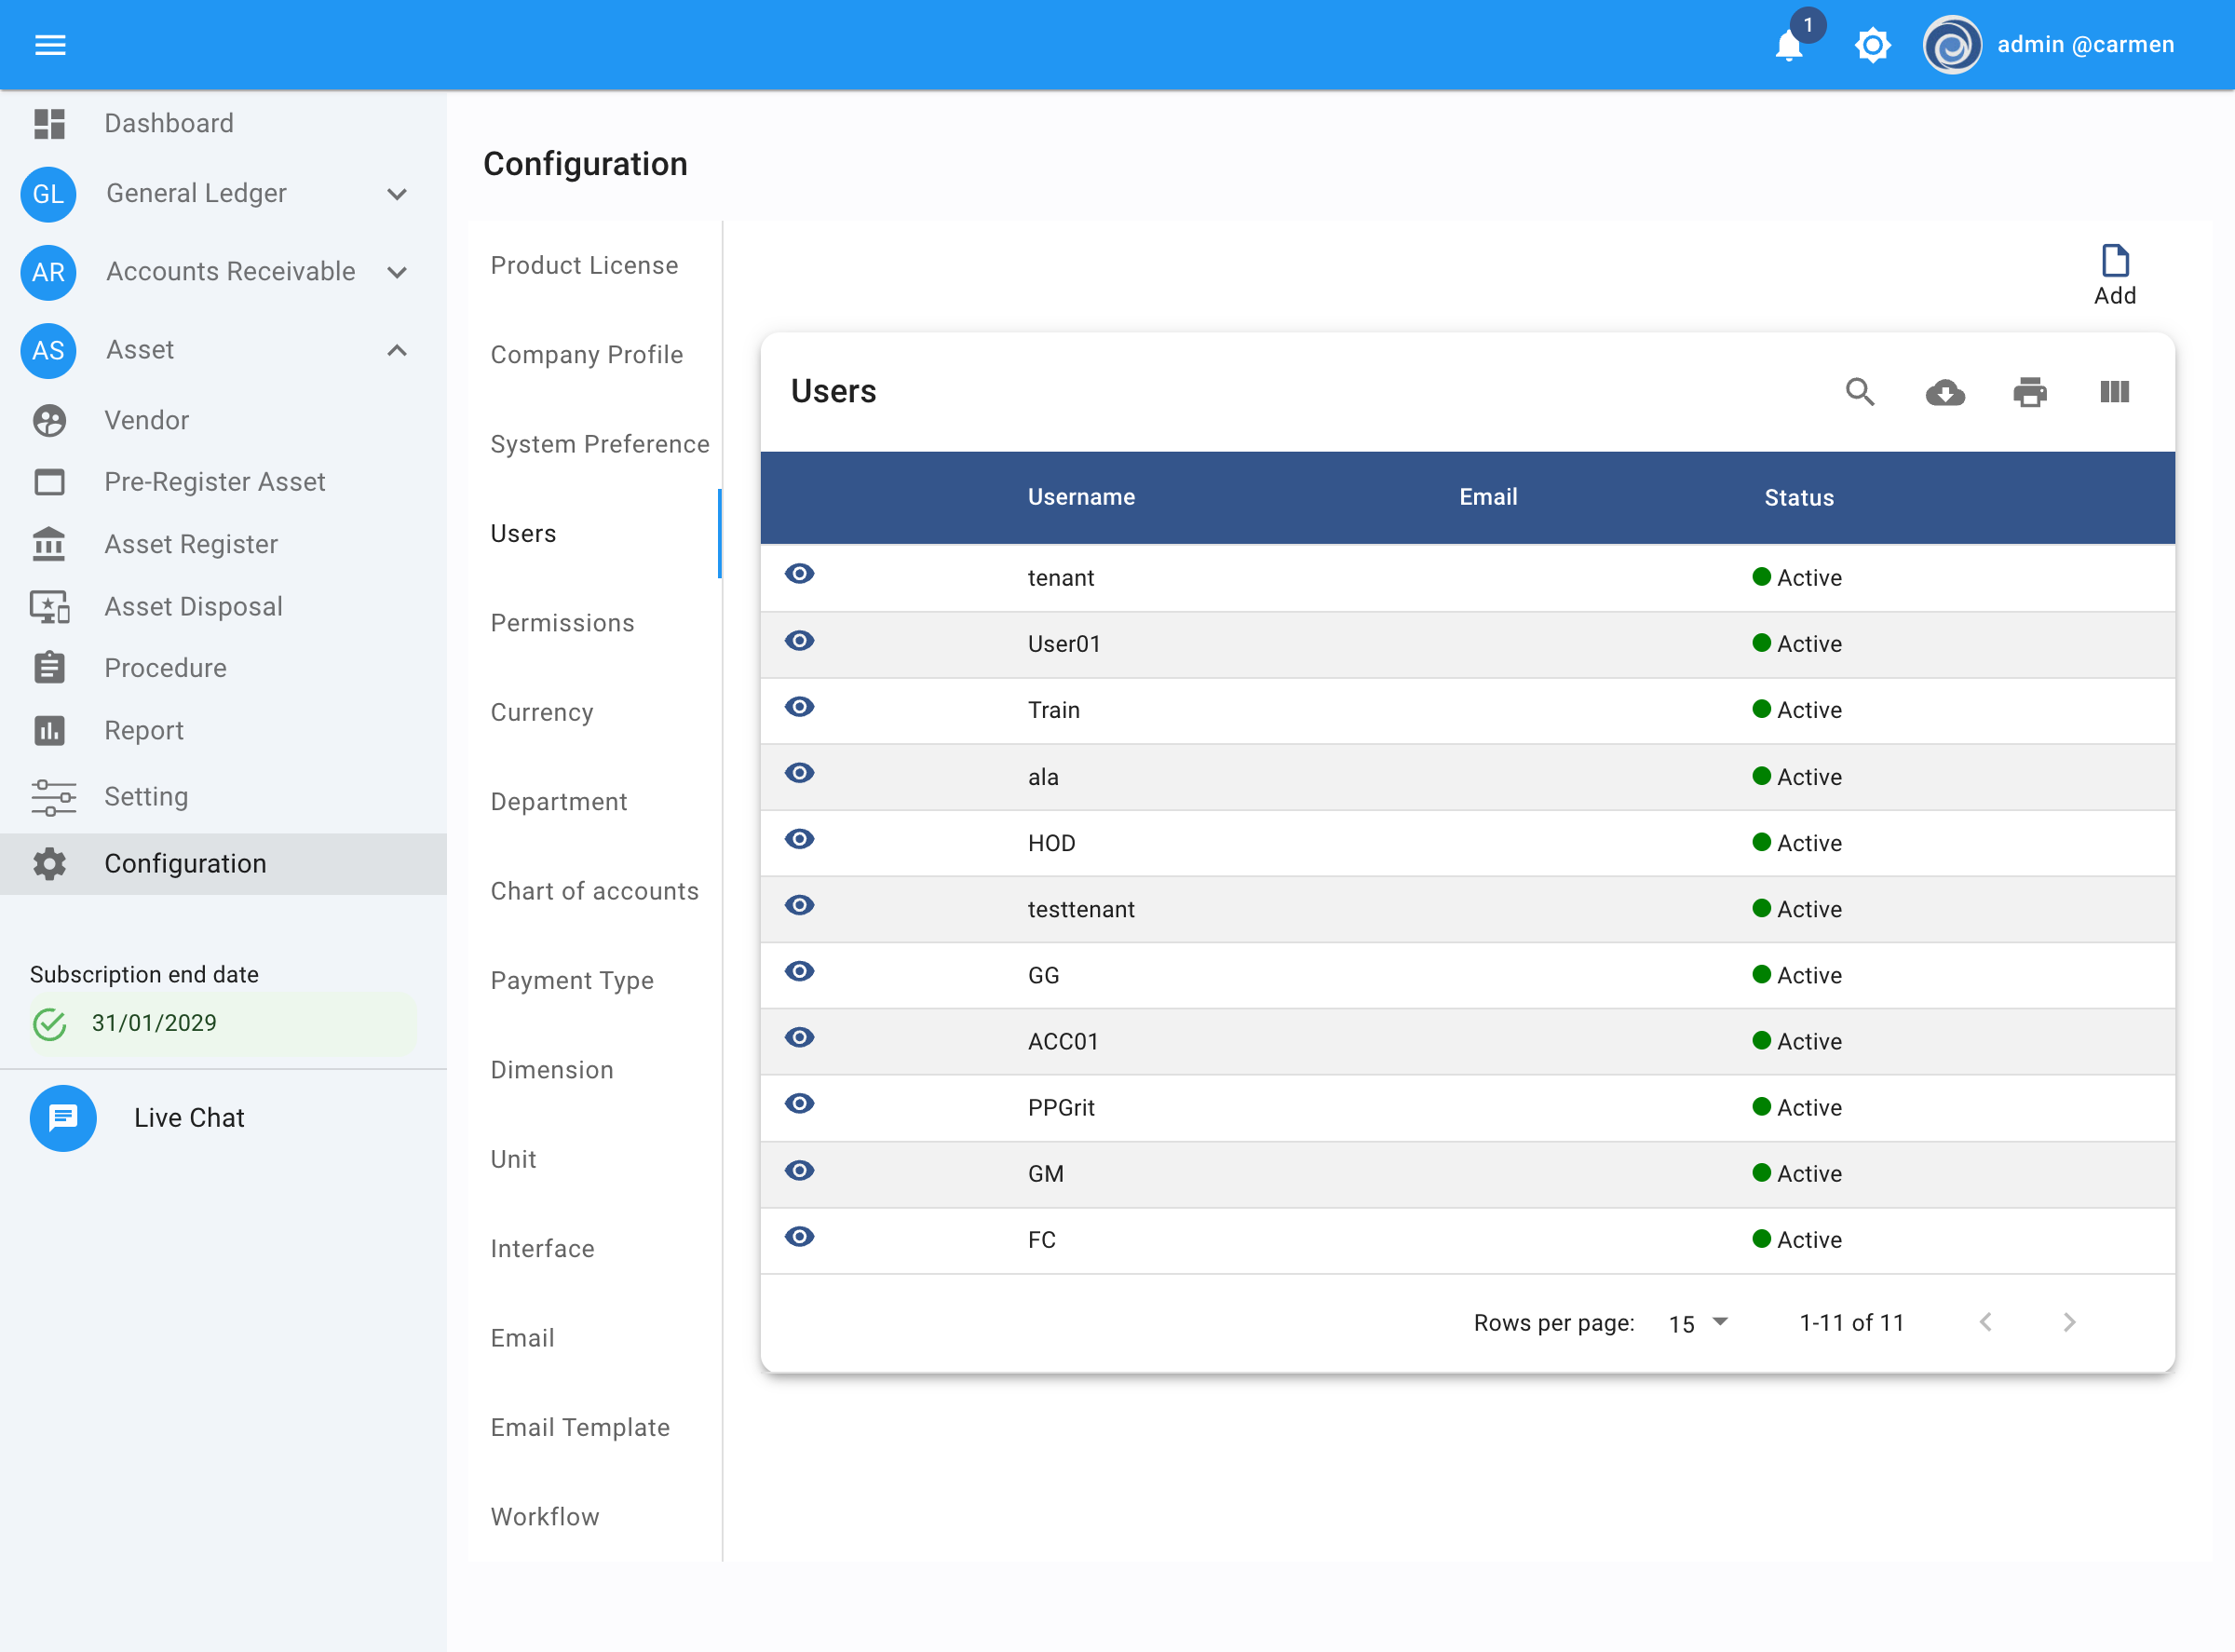 1
admin @carmen
Dashboard
GL General Ledger
AR Accounts Receivable
AS Asset
Vendor
Pre-Register Asset
Asset Register
Asset Disposal
Procedure
Report
Setting
Configuration
Subscription end date
31/01/2029
Live Chat
Configuration
Product License
Company Profile
System Preference
Users
Permissions
Currency
Department
Chart of accounts
Payment Type
Dimension
Unit
Interface
Email
Email Template
Workflow
Add
Users
Username Email Status
tenant Active
User01 Active
Train Active
ala Active
HOD Active
testtenant Active
GG Active
ACC01 Active
PPGrit Active
GM Active
FC Active
Rows per page: 15 1-11 of 11